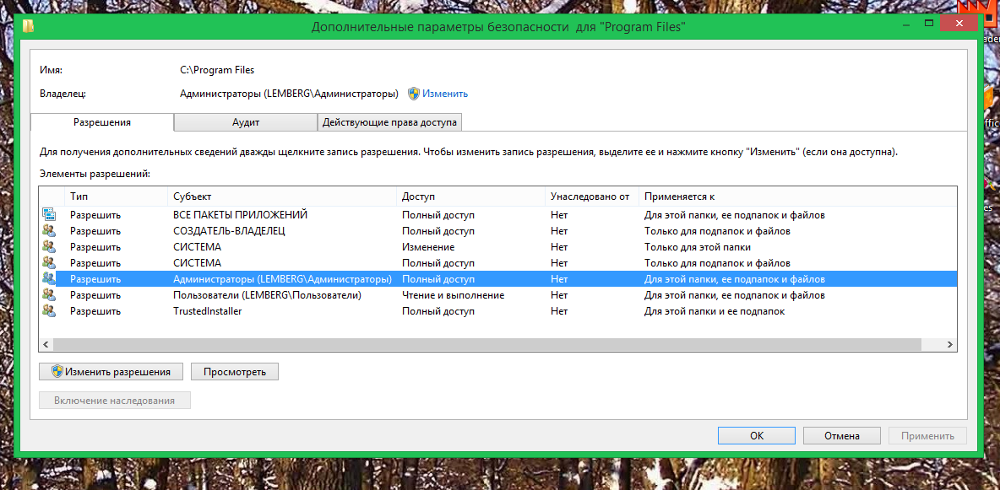 Дополнительные параметры безопасности для "Program Files"
Имя: C:\Program Files
Владелец: Администраторы (LEMBERG\Администраторы) Изменить
Разрешения Аудит Действующие права доступа
Для получения дополнительных сведений дважды щелкните запись разрешения. Чтобы изменить запись разрешения, выделите ее и нажмите кнопку "Изменить" (если она доступна).
Элементы разрешений:
Тип Субъект Доступ Унаследовано от Применяется к
Разрешить ВСЕ ПАКЕТЫ ПРИЛОЖЕНИЙ Полный доступ Нет Для этой папки, ее подпапок и файлов
Разрешить СОЗДАТЕЛЬ-ВЛАДЕЛЕЦ Полный доступ Нет Только для подпапок и файлов
Разрешить СИСТЕМА Изменение Нет Только для этой папки
Разрешить СИСТЕМА Полный доступ Нет Только для подпапок и файлов
Разрешить Администраторы (LEMBERG\Администраторы) Полный доступ Нет Для этой папки, ее подпапок и файлов
Разрешить Пользователи (LEMBERG\Пользователи) Чтение и выполнение Нет Для этой папки, ее подпапок и файлов
Разрешить TrustedInstaller Полный доступ Нет Для этой папки и ее подпапок
Изменить разрешения Просмотреть
Включение наследования
ОК Отмена Применить